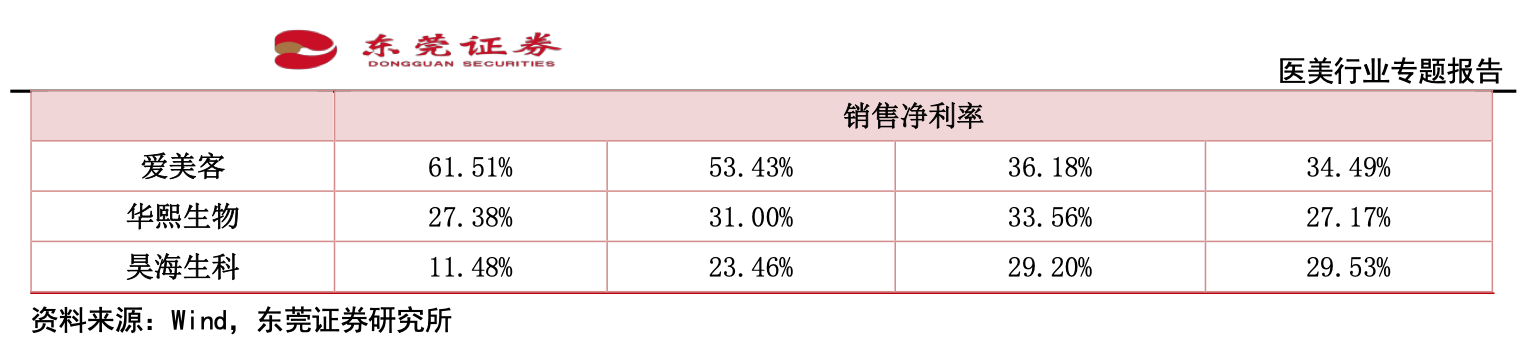 东莞证券
DONGGUAN SECURITIES
医美行业专题报告
销售净利率
爱美客 61.51% 53.43% 36.18% 34.49%
华熙生物 27.38% 31.00% 33.56% 27.17%
昊海生科 11.48% 23.46% 29.20% 29.53%
资料来源：Wind，东莞证券研究所